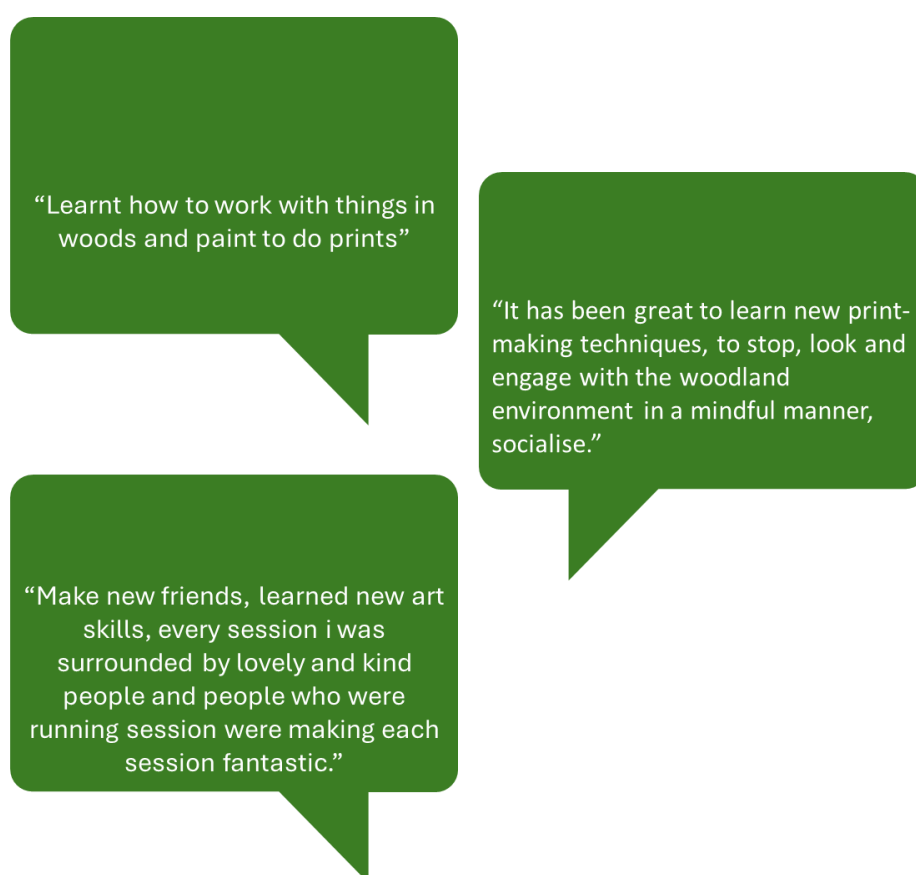 “Learnt how to work with things in
woods and paint to do prints”
“It has been great to learn new print-
making techniques, to stop, look and
engage with the woodland
environment in a mindful manner,
socialise.”
“Make new friends, learned new art
skills, every session i was
surrounded by lovely and kind
people and people who were
running session were making each
session fantastic.”